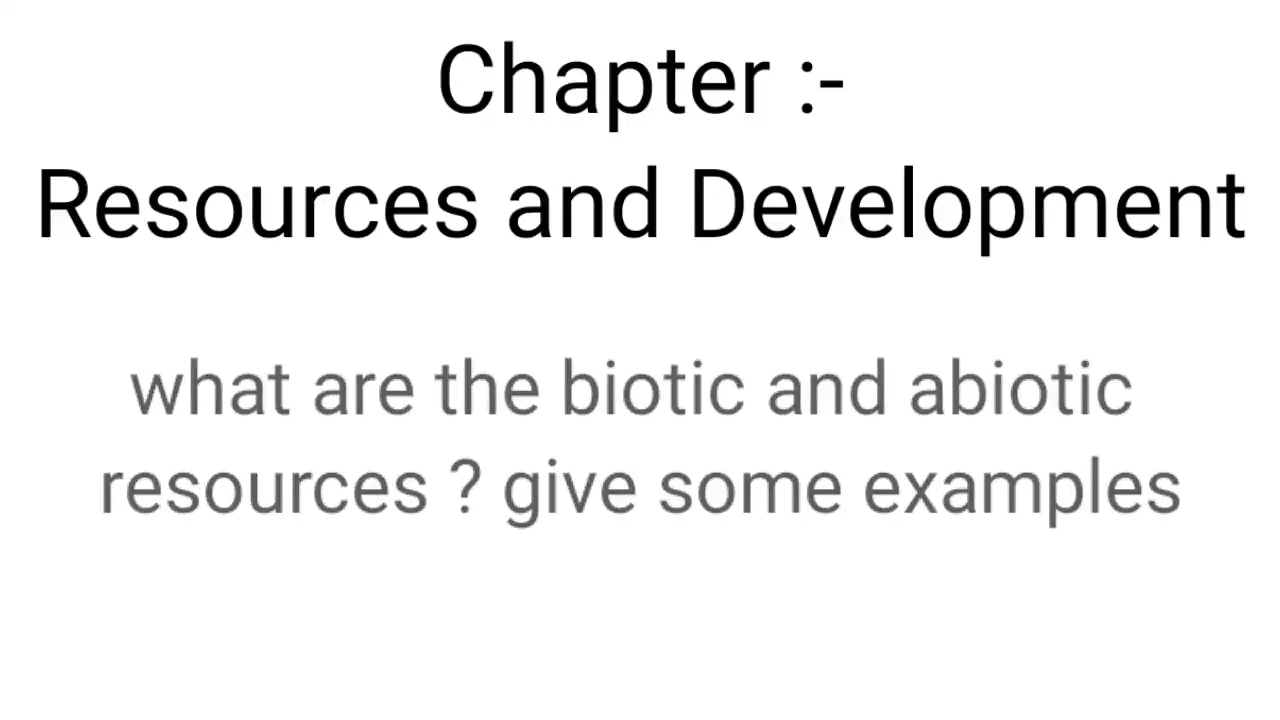 Chapter :-
Resources and Development
what are the biotic and abiotic
resources ? give some examples